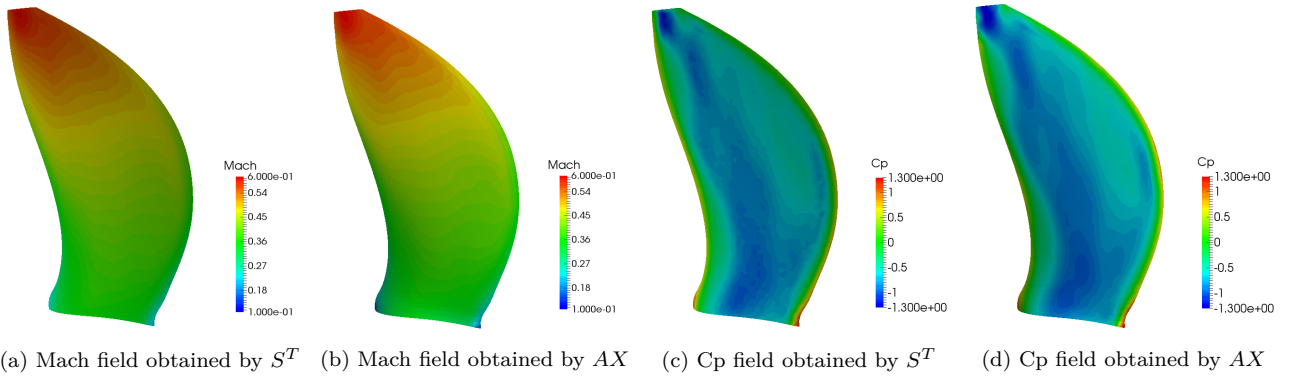 Mach
6.000e-01
0.54
0.45
0.36
0.27
0.18
1.000e-01
Mach
6.000e-01
0.54
0.45
0.36
0.27
0.18
1.000e-01
Cp
1.300e+00
1
0.5
0
-0.5
-1
-1.300e+00
Cp
1.300e+00
1
0.5
0
-0.5
-1
-1.300e+00
(a) Mach field obtained by S^T
(b) Mach field obtained by AX
(c) Cp field obtained by S^T
(d) Cp field obtained by AX